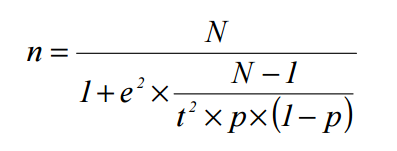 n = N / (1 + e² × (N − 1) / (t² × p × (1 − p)))